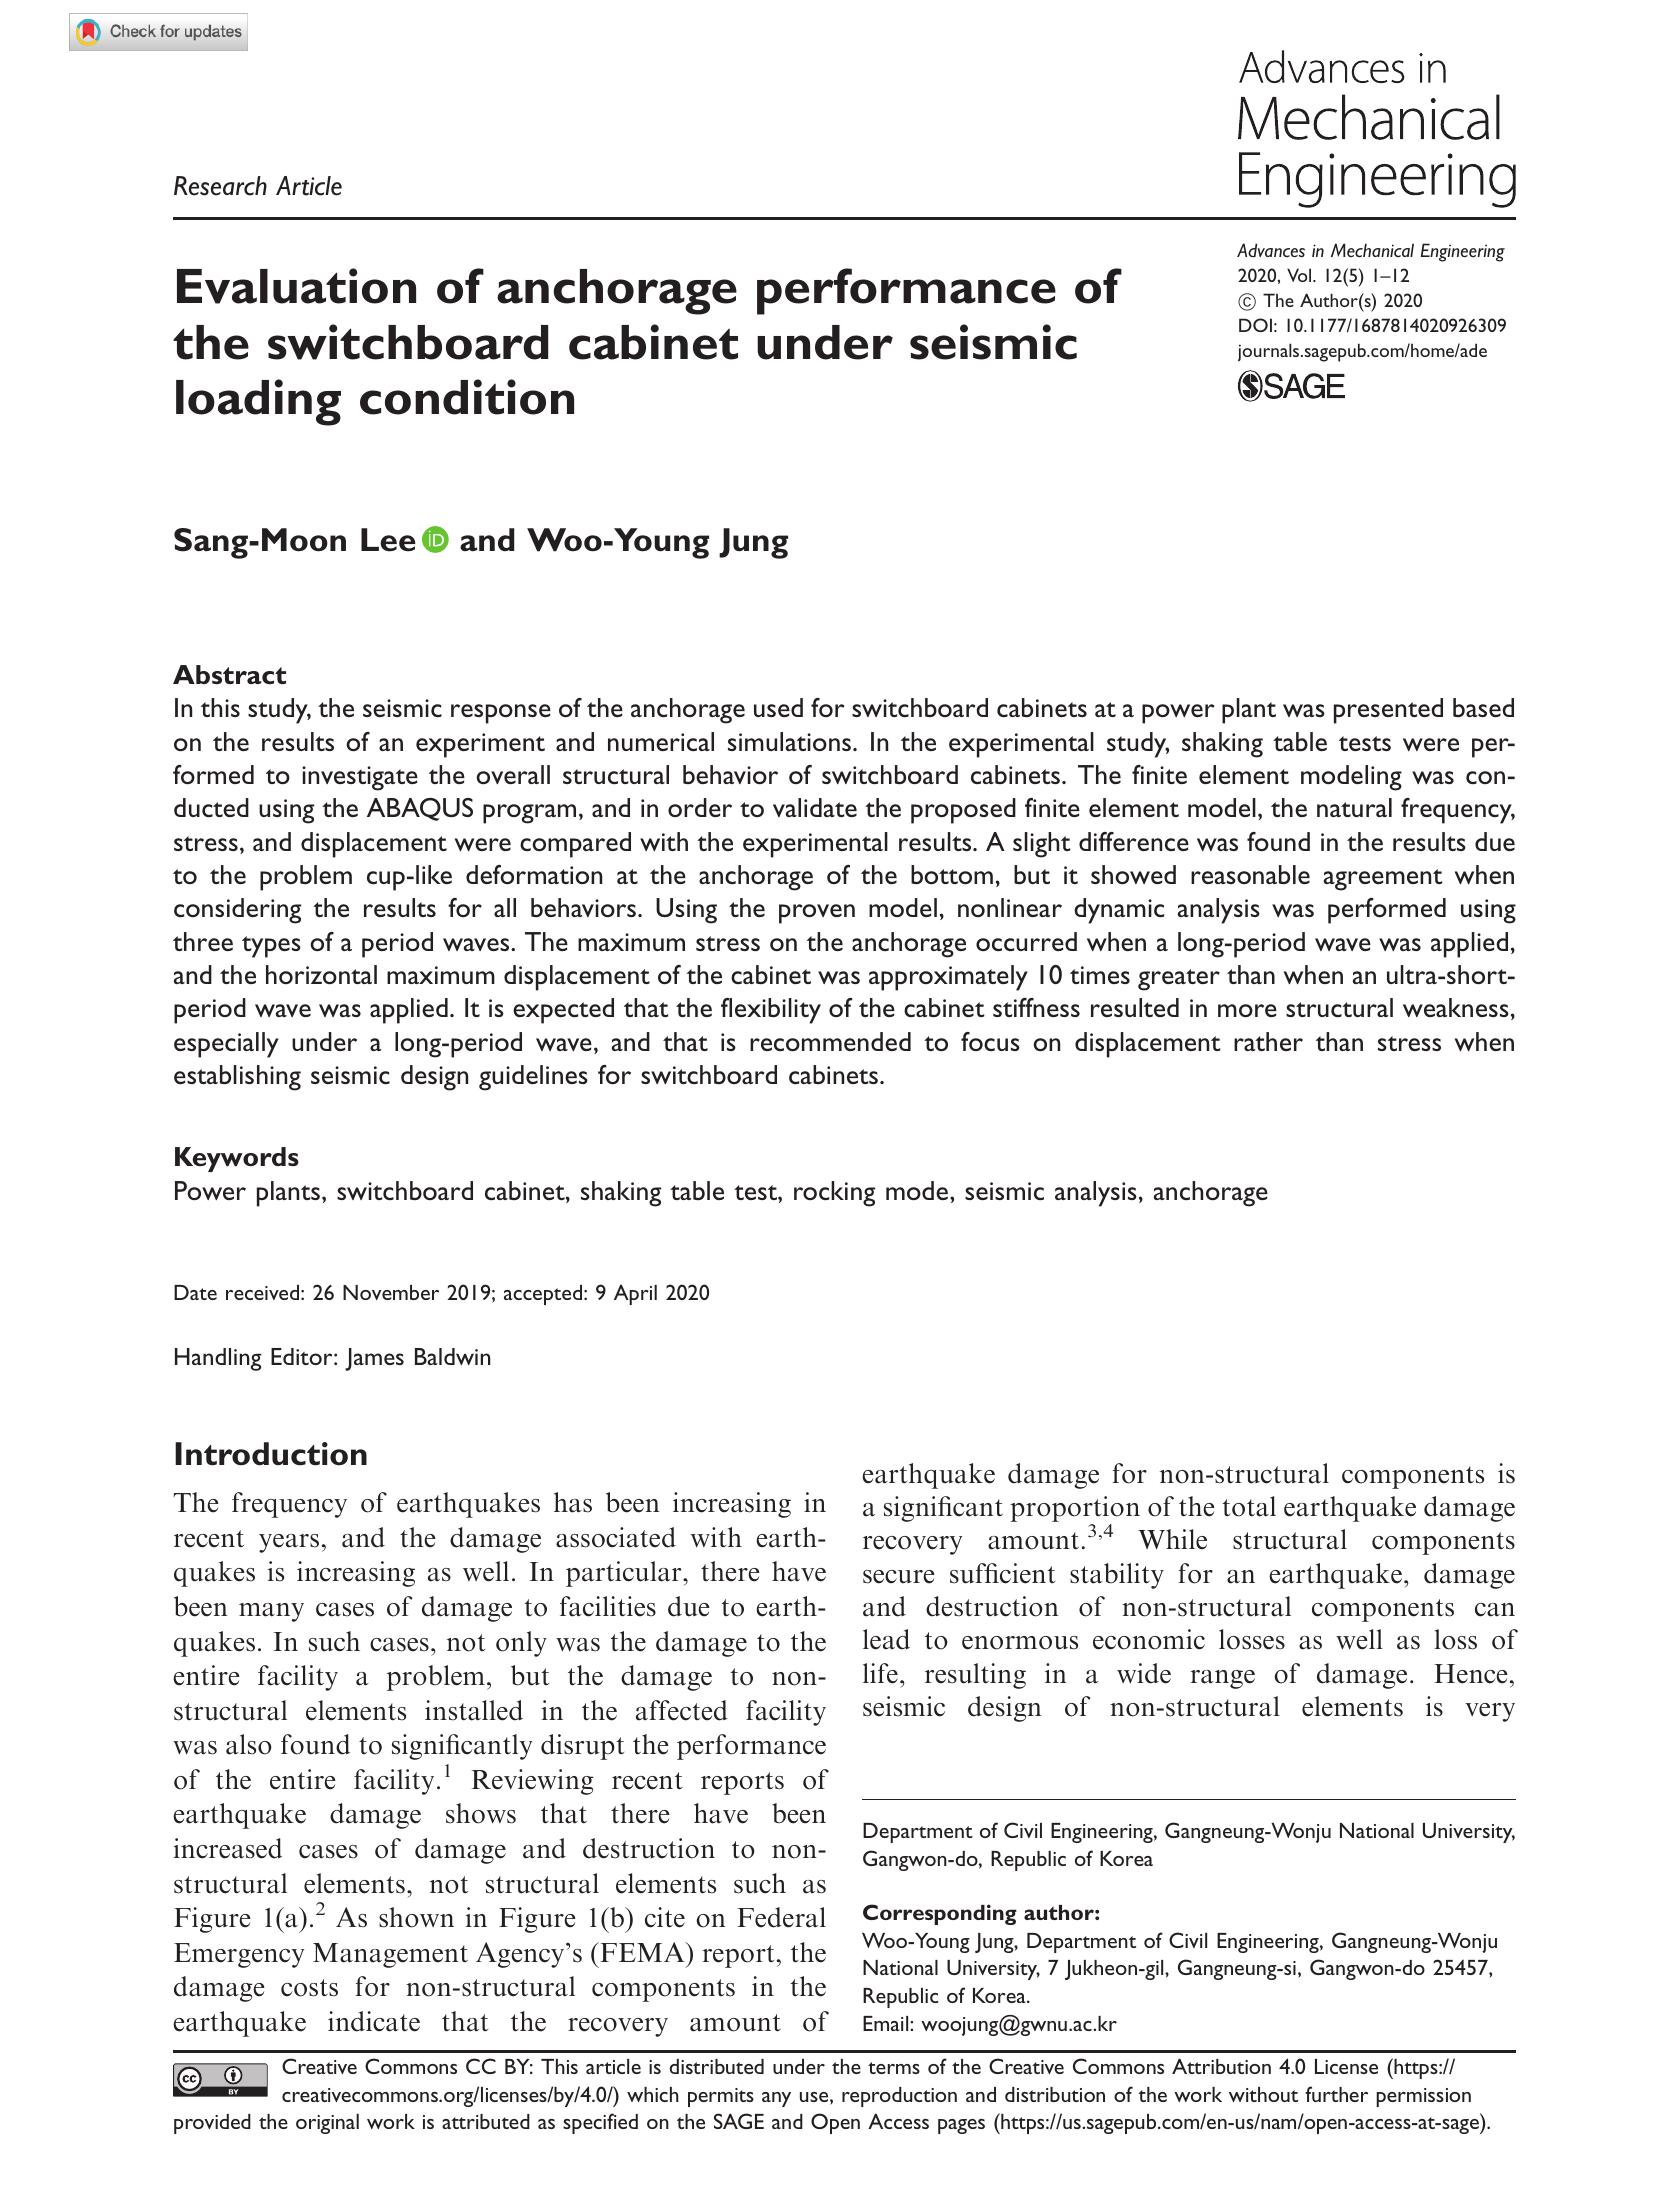 Check for updates
Advances in
Mechanical
Engineering
Research Article
Advances in Mechanical Engineering
2020, Vol. 12(5) 1–12
© The Author(s) 2020
DOI: 10.1177/1687814020926309
journals.sagepub.com/home/ade
SAGE
Evaluation of anchorage performance of
the switchboard cabinet under seismic
loading condition
Sang-Moon Lee iD and Woo-Young Jung
Abstract
In this study, the seismic response of the anchorage used for switchboard cabinets at a power plant was presented based
on the results of an experiment and numerical simulations. In the experimental study, shaking table tests were per-
formed to investigate the overall structural behavior of switchboard cabinets. The finite element modeling was con-
ducted using the ABAQUS program, and in order to validate the proposed finite element model, the natural frequency,
stress, and displacement were compared with the experimental results. A slight difference was found in the results due
to the problem cup-like deformation at the anchorage of the bottom, but it showed reasonable agreement when
considering the results for all behaviors. Using the proven model, nonlinear dynamic analysis was performed using
three types of a period waves. The maximum stress on the anchorage occurred when a long-period wave was applied,
and the horizontal maximum displacement of the cabinet was approximately 10 times greater than when an ultra-short-
period wave was applied. It is expected that the flexibility of the cabinet stiffness resulted in more structural weakness,
especially under a long-period wave, and that is recommended to focus on displacement rather than stress when
establishing seismic design guidelines for switchboard cabinets.
Keywords
Power plants, switchboard cabinet, shaking table test, rocking mode, seismic analysis, anchorage
Date received: 26 November 2019; accepted: 9 April 2020
Handling Editor: James Baldwin
Introduction
The frequency of earthquakes has been increasing in
recent years, and the damage associated with earth-
quakes is increasing as well. In particular, there have
been many cases of damage to facilities due to earth-
quakes. In such cases, not only was the damage to the
entire facility a problem, but the damage to non-
structural elements installed in the affected facility
was also found to significantly disrupt the performance
of the entire facility.1 Reviewing recent reports of
earthquake damage shows that there have been
increased cases of damage and destruction to non-
structural elements, not structural elements such as
Figure 1(a).2 As shown in Figure 1(b) cite on Federal
Emergency Management Agency's (FEMA) report, the
damage costs for non-structural components in the
earthquake indicate that the recovery amount of
earthquake damage for non-structural components is
a significant proportion of the total earthquake damage
recovery amount.3,4 While structural components
secure sufficient stability for an earthquake, damage
and destruction of non-structural components can
lead to enormous economic losses as well as loss of
life, resulting in a wide range of damage. Hence,
seismic design of non-structural elements is very
Department of Civil Engineering, Gangneung-Wonju National University,
Gangwon-do, Republic of Korea
Corresponding author:
Woo-Young Jung, Department of Civil Engineering, Gangneung-Wonju
National University, 7 Jukheon-gil, Gangneung-si, Gangwon-do 25457,
Republic of Korea.
Email: woojung@gwnu.ac.kr
cc BY
Creative Commons CC BY: This article is distributed under the terms of the Creative Commons Attribution 4.0 License (https://
creativecommons.org/licenses/by/4.0/) which permits any use, reproduction and distribution of the work without further permission
provided the original work is attributed as specified on the SAGE and Open Access pages (https://us.sagepub.com/en-us/nam/open-access-at-sage).